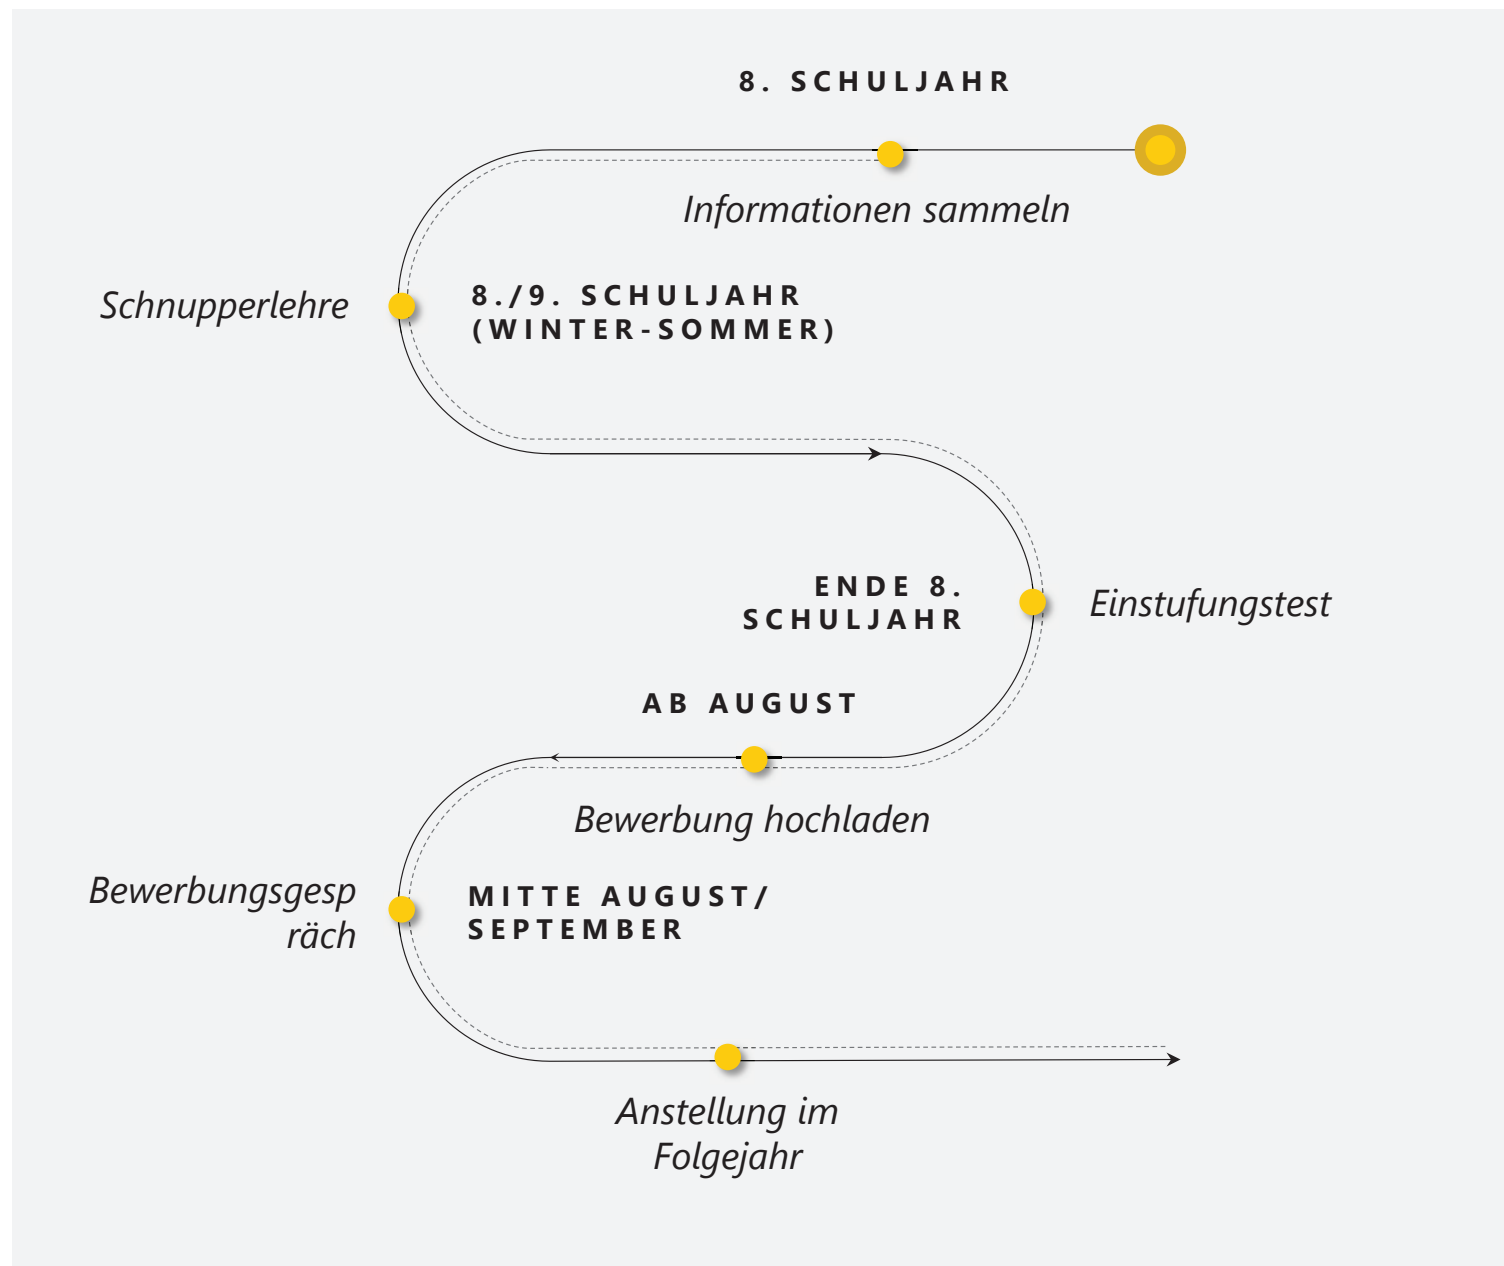 8. SCHULJAHR
Informationen sammeln
Schnupperlehre
8./9. SCHULJAHR
(WINTER-SOMMER)
ENDE 8.
SCHULJAHR
Einstufungstest
AB AUGUST
Bewerbung hochladen
Bewerbungsgesp
räch
MITTE AUGUST/
SEPTEMBER
Anstellung im
Folgejahr